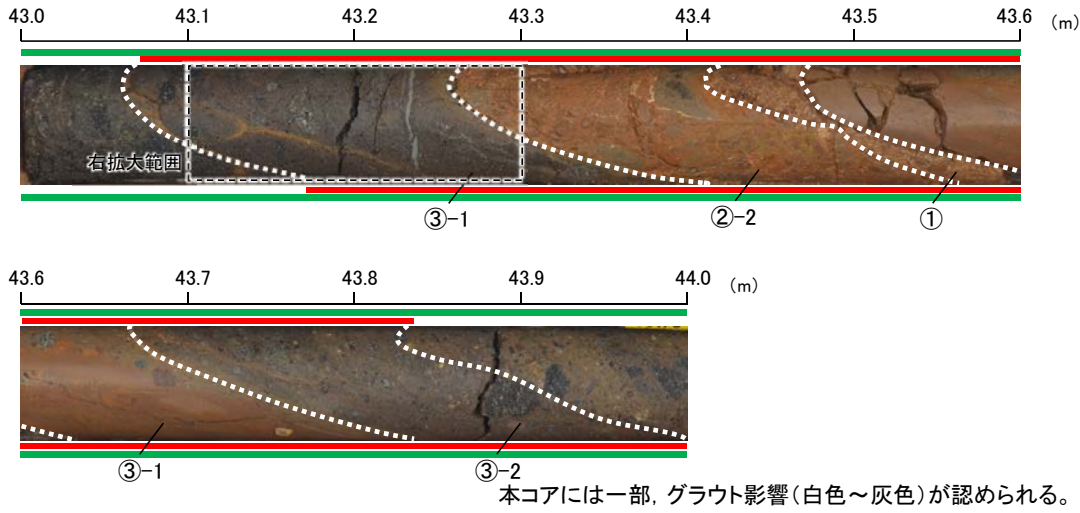 43.0 43.1 43.2 43.3 43.4 43.5 43.6 (m)
右拡大範囲
③-1 ②-2 ①
43.6 43.7 43.8 43.9 44.0 (m)
③-1 ③-2
本コアには一部，グラウト影響（白色～灰色）が認められる。